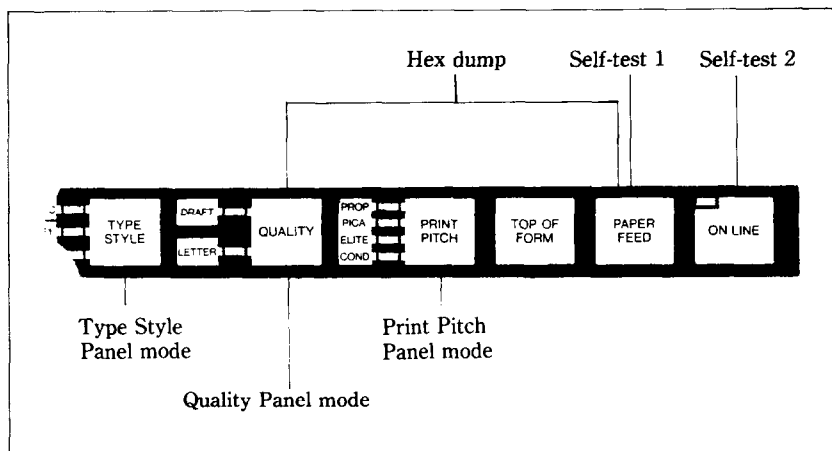 Hex dump
Self-test 1
Self-test 2
TYPE
STYLE
DRAFT
LETTER
QUALITY
PROP
PICA
ELITE
COND
PRINT
PITCH
TOP OF
FORM
PAPER
FEED
ON LINE
Type Style
Panel mode
Print Pitch
Panel mode
Quality Panel mode